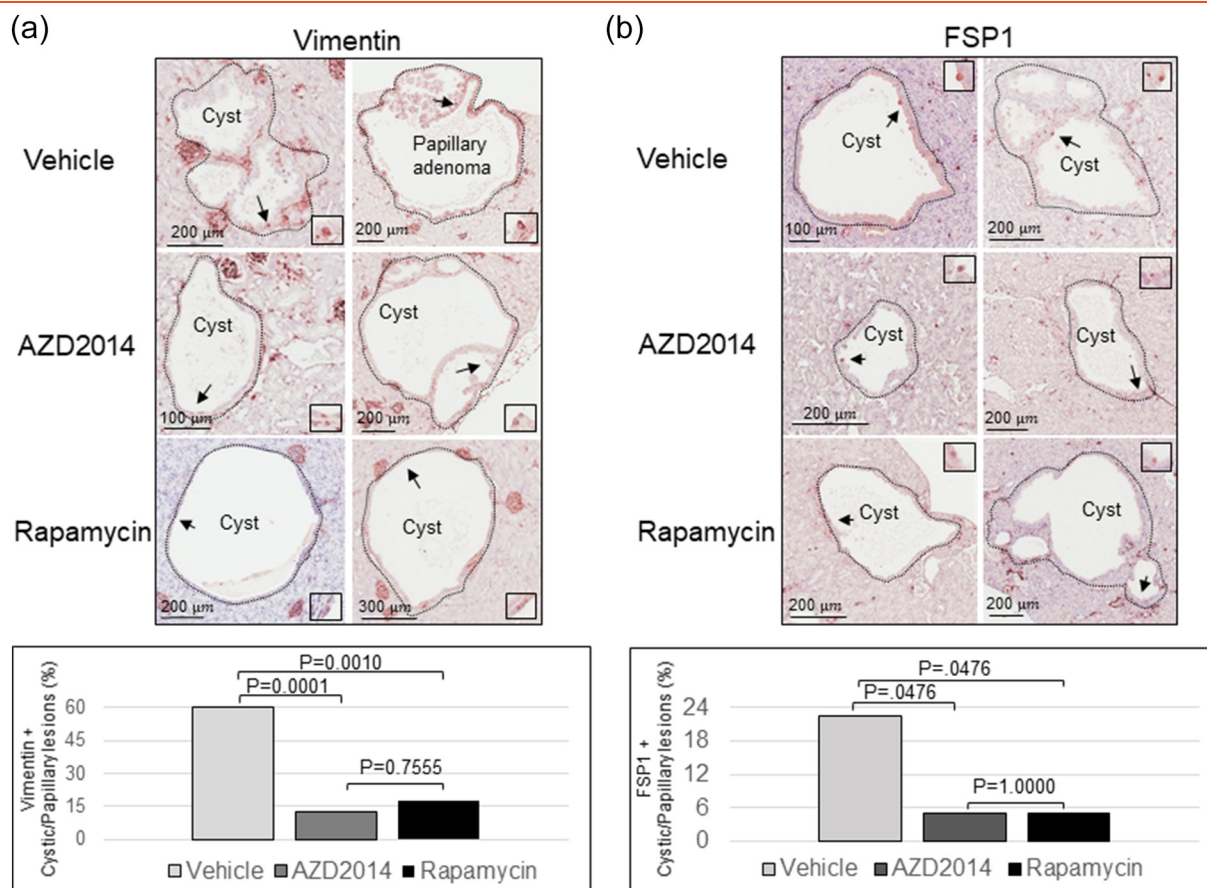 (a)
Vimentin
Vehicle
Cyst
200 μm
Papillary
adenoma
200 μm
AZD2014
Cyst
100 μm
Cyst
200 μm
Rapamycin
Cyst
200 μm
Cyst
300 μm
Vimentin +
Cystic/Papillary lesions (%)
60
45
30
15
0
P=0.0010
P=0.0001
P=0.7555
Vehicle AZD2014 Rapamycin
(b)
FSP1
Vehicle
Cyst
100 μm
Cyst
200 μm
AZD2014
Cyst
200 μm
Cyst
200 μm
Rapamycin
Cyst
200 μm
Cyst
200 μm
FSP1 +
Cystic/Papillary lesions (%)
24
18
12
6
0
P=.0476
P=.0476
P=1.0000
Vehicle AZD2014 Rapamycin